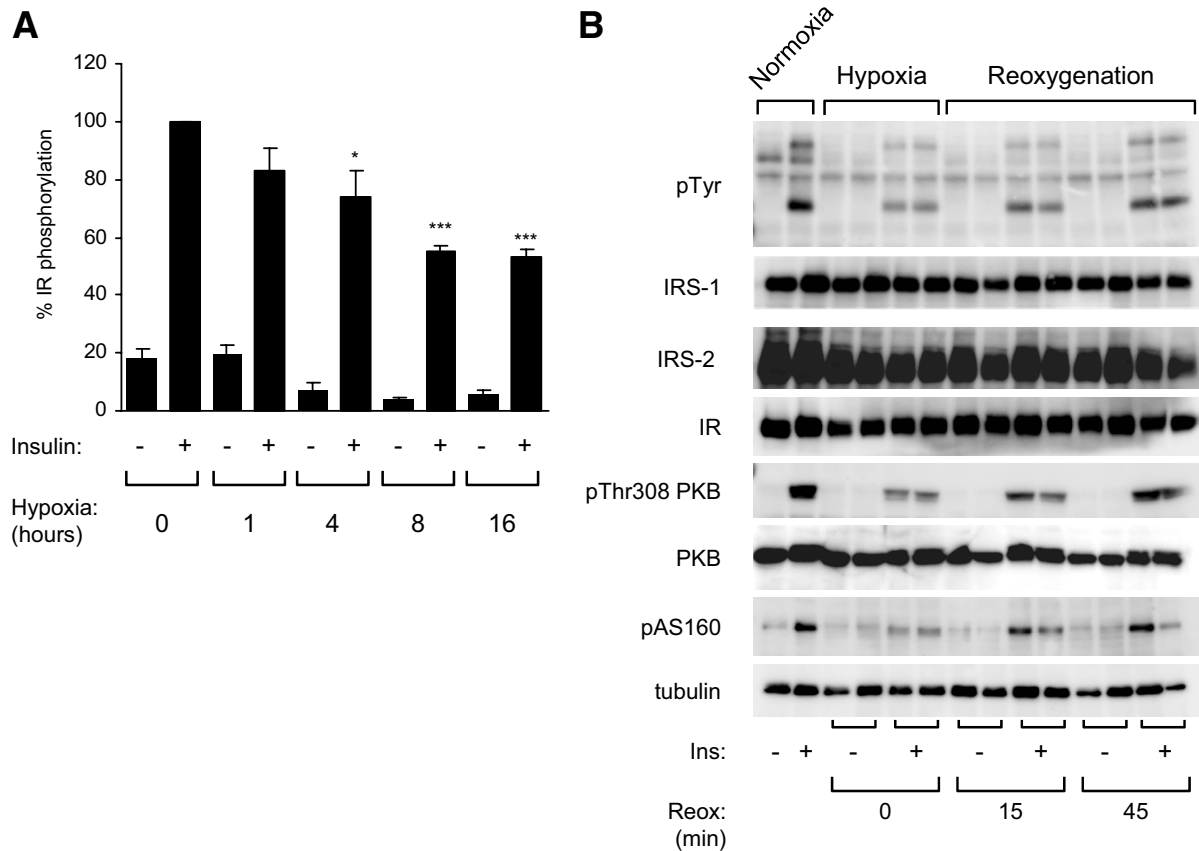 A
120
100
80
60
40
20
0
% IR phosphorylation
*
***
***
Insulin: - + - + - + - + - +
Hypoxia:
(hours)
0 1 4 8 16
B
Normoxia
Hypoxia
Reoxygenation
pTyr
IRS-1
IRS-2
IR
pThr308 PKB
PKB
pAS160
tubulin
Ins: - + - + - + - +
Reox:
(min)
0 15 45